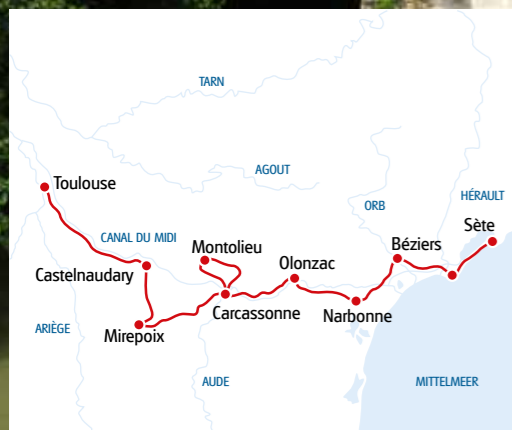 TARN
AGOUT
Toulouse
ORB
HÉRAULT
Sète
CANAL DU MIDI
Montolieu
Béziers
Castelnaudary
Olonzac
Carcassonne
Narbonne
ARIÈGE
Mirepoix
AUDE
MITTELMEER